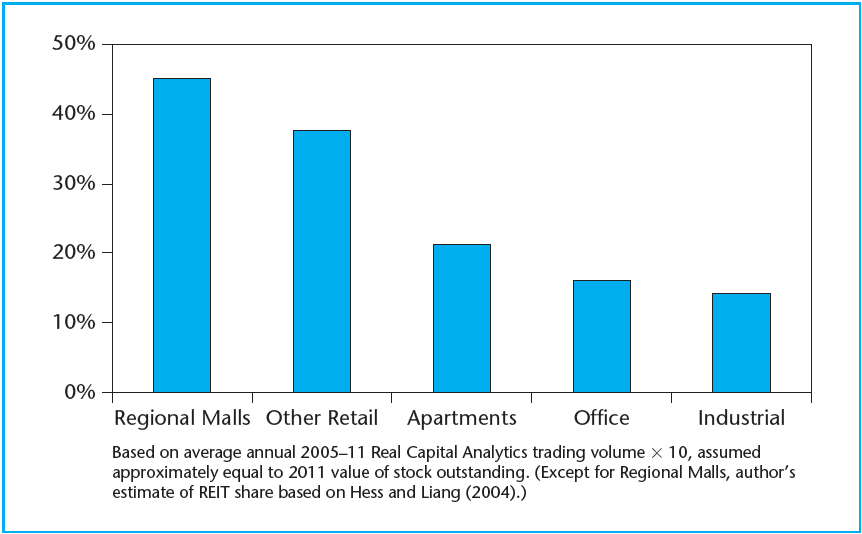 50%
40%
30%
20%
10%
0%
Regional Malls Other Retail Apartments Office Industrial
Based on average annual 2005–11 Real Capital Analytics trading volume × 10, assumed
approximately equal to 2011 value of stock outstanding. (Except for Regional Malls, author's
estimate of REIT share based on Hess and Liang (2004).)